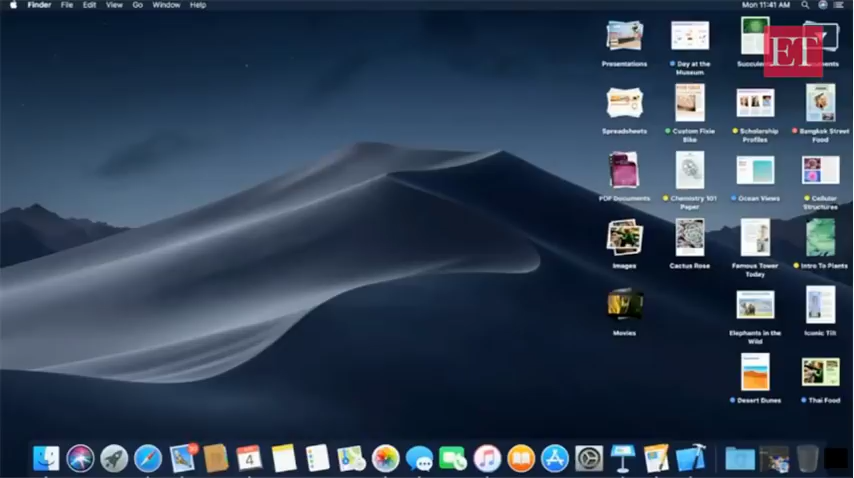 Finder File Edit View Go Window Help
Mon 11:41 AM
ET
Presentations
Day at the
Museum
Spreadsheets
Custom Fixie
Bike
Scholarship
Profiles
Bangkok Street
Food
PDF Documents
Chemistry 101
Paper
Ocean Views
Cellular
Structures
Images
Cactus Rose
Famous Tower
Today
Intro To Plants
Movies
Elephants in the
Wild
Iconic Tilt
Desert Dunes
Thai Food
4